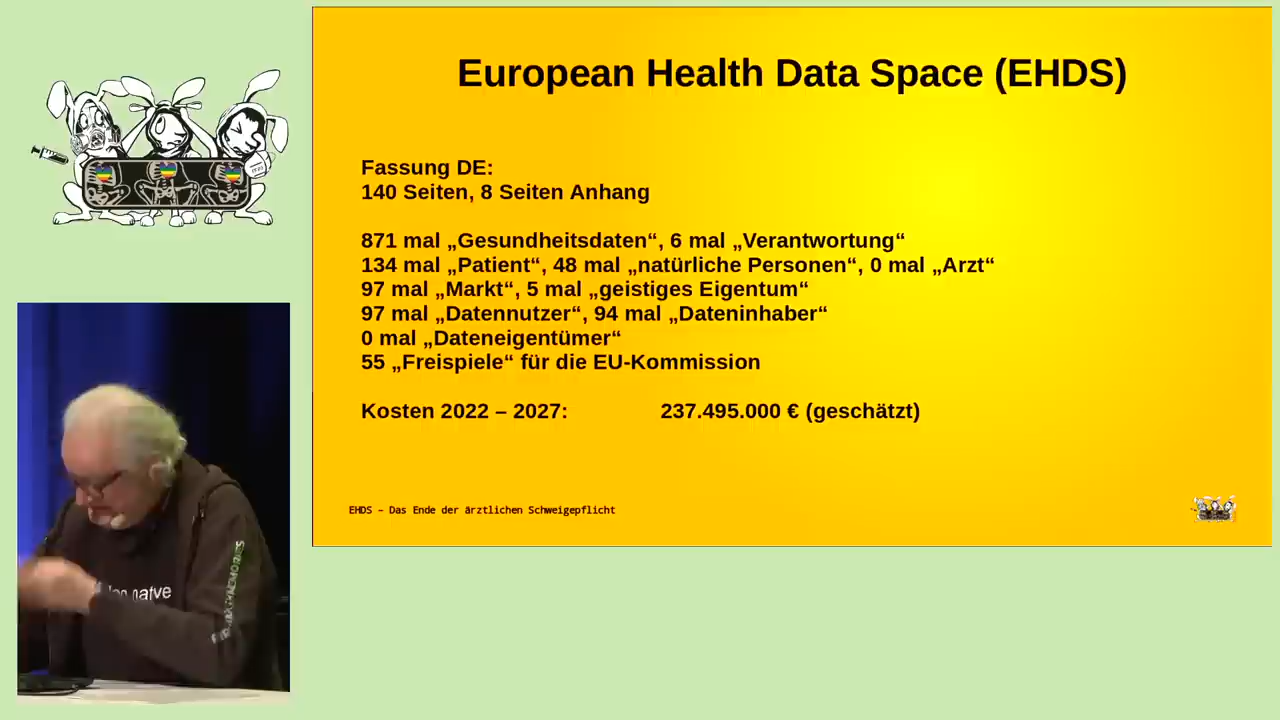 European Health Data Space (EHDS)
Fassung DE:
140 Seiten, 8 Seiten Anhang
871 mal „Gesundheitsdaten“, 6 mal „Verantwortung“
134 mal „Patient“, 48 mal „natürliche Personen“, 0 mal „Arzt“
97 mal „Markt“, 5 mal „geistiges Eigentum“
97 mal „Datennutzer“, 94 mal „Dateninhaber“
0 mal „Dateneigentümer“
55 „Freispiele“ für die EU-Kommission
Kosten 2022 – 2027: 237.495.000 € (geschätzt)
EHDS – Das Ende der ärztlichen Schweigepflicht